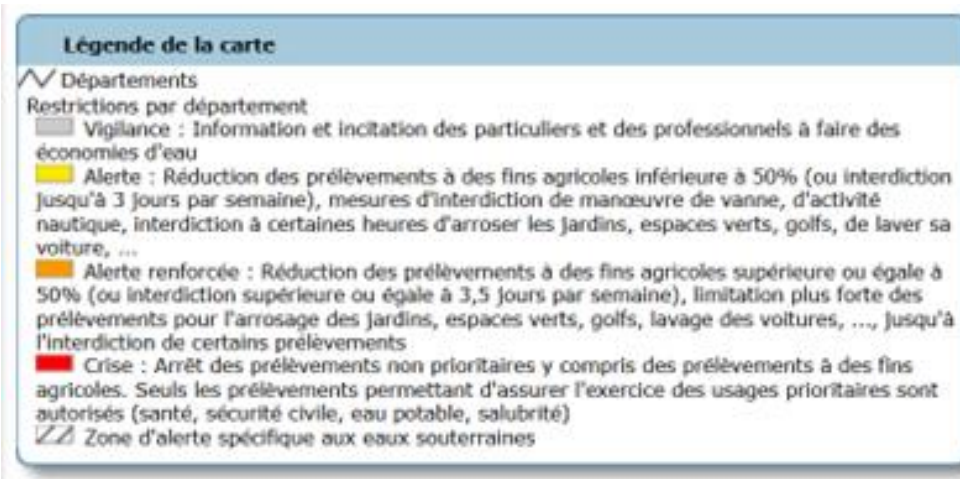 Légende de la carte
Départements
Restrictions par département
Vigilance : Information et incitation des particuliers et des professionnels à faire des
économies d'eau
Alerte : Réduction des prélèvements à des fins agricoles inférieure à 50% (ou interdiction
jusqu'à 3 jours par semaine), mesures d'interdiction de manœuvre de vanne, d'activité
nautique, interdiction à certaines heures d'arroser les jardins, espaces verts, golfs, de laver sa
voiture, ...
Alerte renforcée : Réduction des prélèvements à des fins agricoles supérieure ou égale à
50% (ou interdiction supérieure ou égale à 3,5 jours par semaine), limitation plus forte des
prélèvements pour l'arrosage des jardins, espaces verts, golfs, lavage des voitures, ..., jusqu'à
l'interdiction de certains prélèvements
Crise : Arrêt des prélèvements non prioritaires y compris des prélèvements à des fins
agricoles. Seuls les prélèvements permettant d'assurer l'exercice des usages prioritaires sont
autorisés (santé, sécurité civile, eau potable, salubrité)
Zone d'alerte spécifique aux eaux souterraines